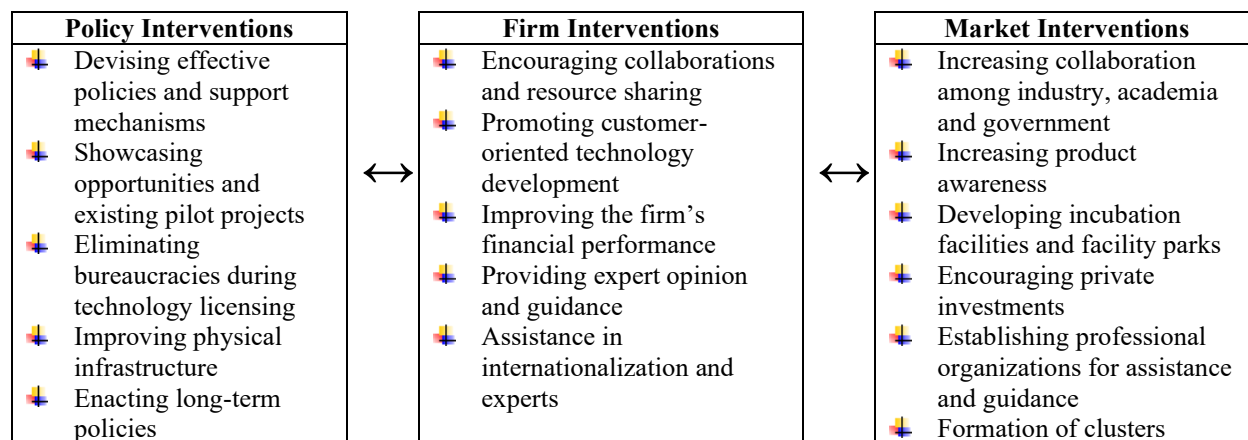 Policy Interventions
Devising effective
policies and support
mechanisms
Showcasing
opportunities and
existing pilot projects
Eliminating
bureaucracies during
technology licensing
Improving physical
infrastructure
Enacting long-term
policies
Firm Interventions
Encouraging collaborations
and resource sharing
Promoting customer-
oriented technology
development
Improving the firm's
financial performance
Providing expert opinion
and guidance
Assistance in
internationalization and
experts
Market Interventions
Increasing collaboration
among industry, academia
and government
Increasing product
awareness
Developing incubation
facilities and facility parks
Encouraging private
investments
Establishing professional
organizations for assistance
and guidance
Formation of clusters